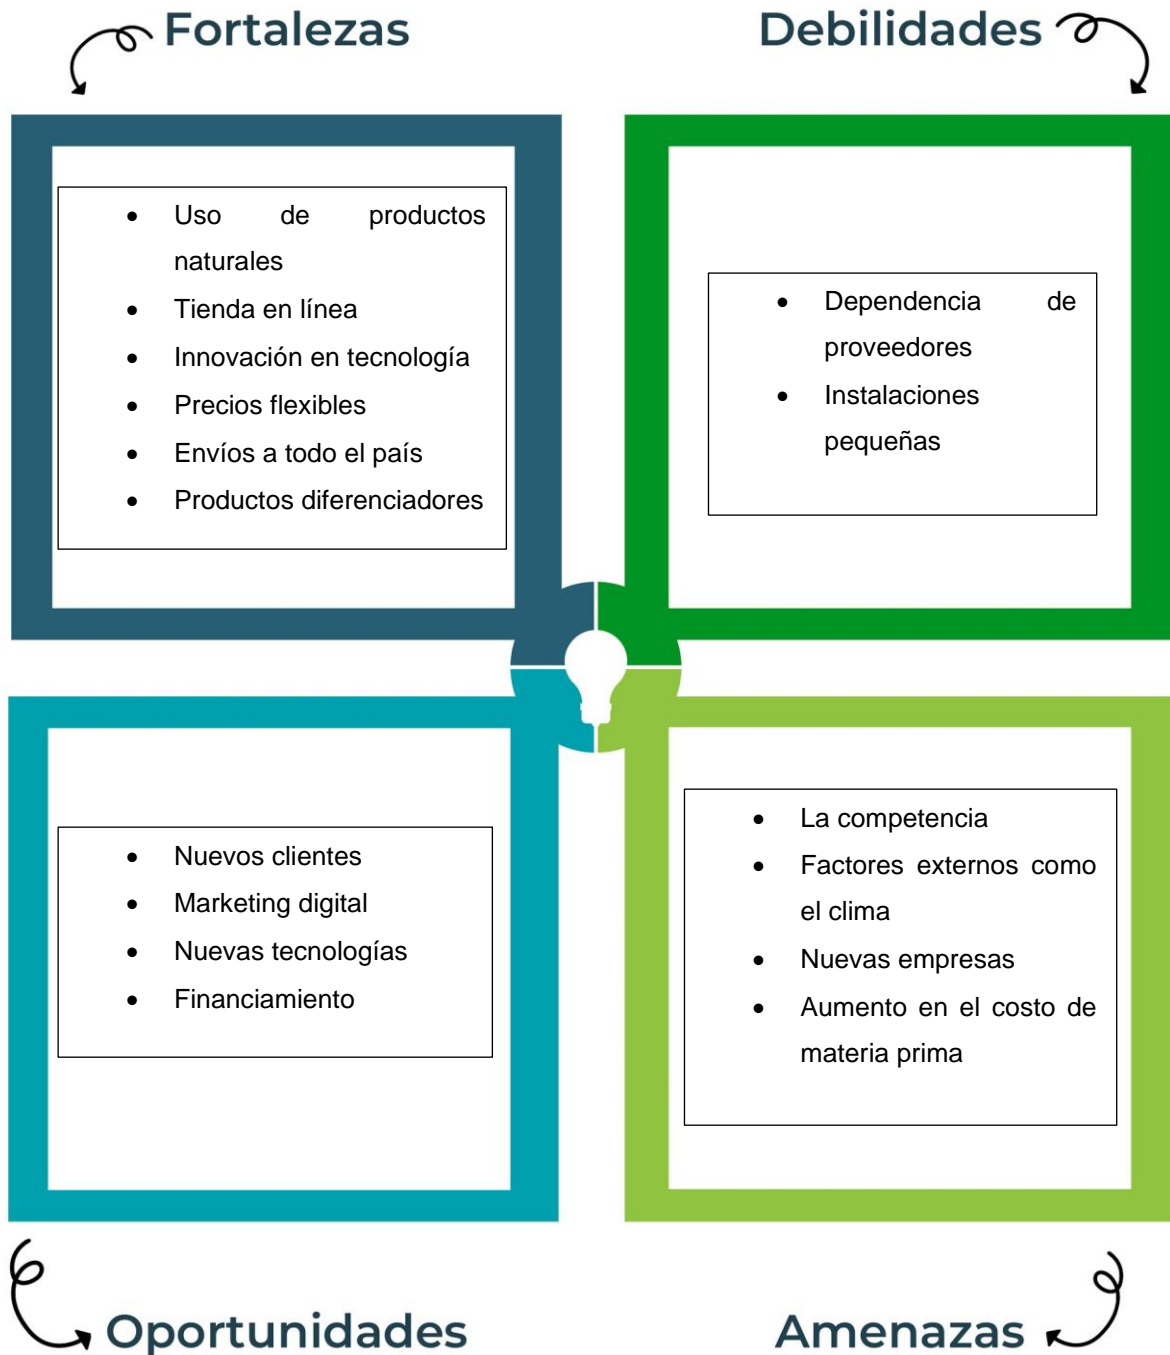 Fortalezas
Debilidades
• Uso de productos
naturales
• Tienda en línea
• Innovación en tecnología
• Precios flexibles
• Envíos a todo el país
• Productos diferenciadores
• Dependencia de
proveedores
• Instalaciones
pequeñas
• Nuevos clientes
• Marketing digital
• Nuevas tecnologías
• Financiamiento
• La competencia
• Factores externos como
el clima
• Nuevas empresas
• Aumento en el costo de
materia prima
Oportunidades
Amenazas